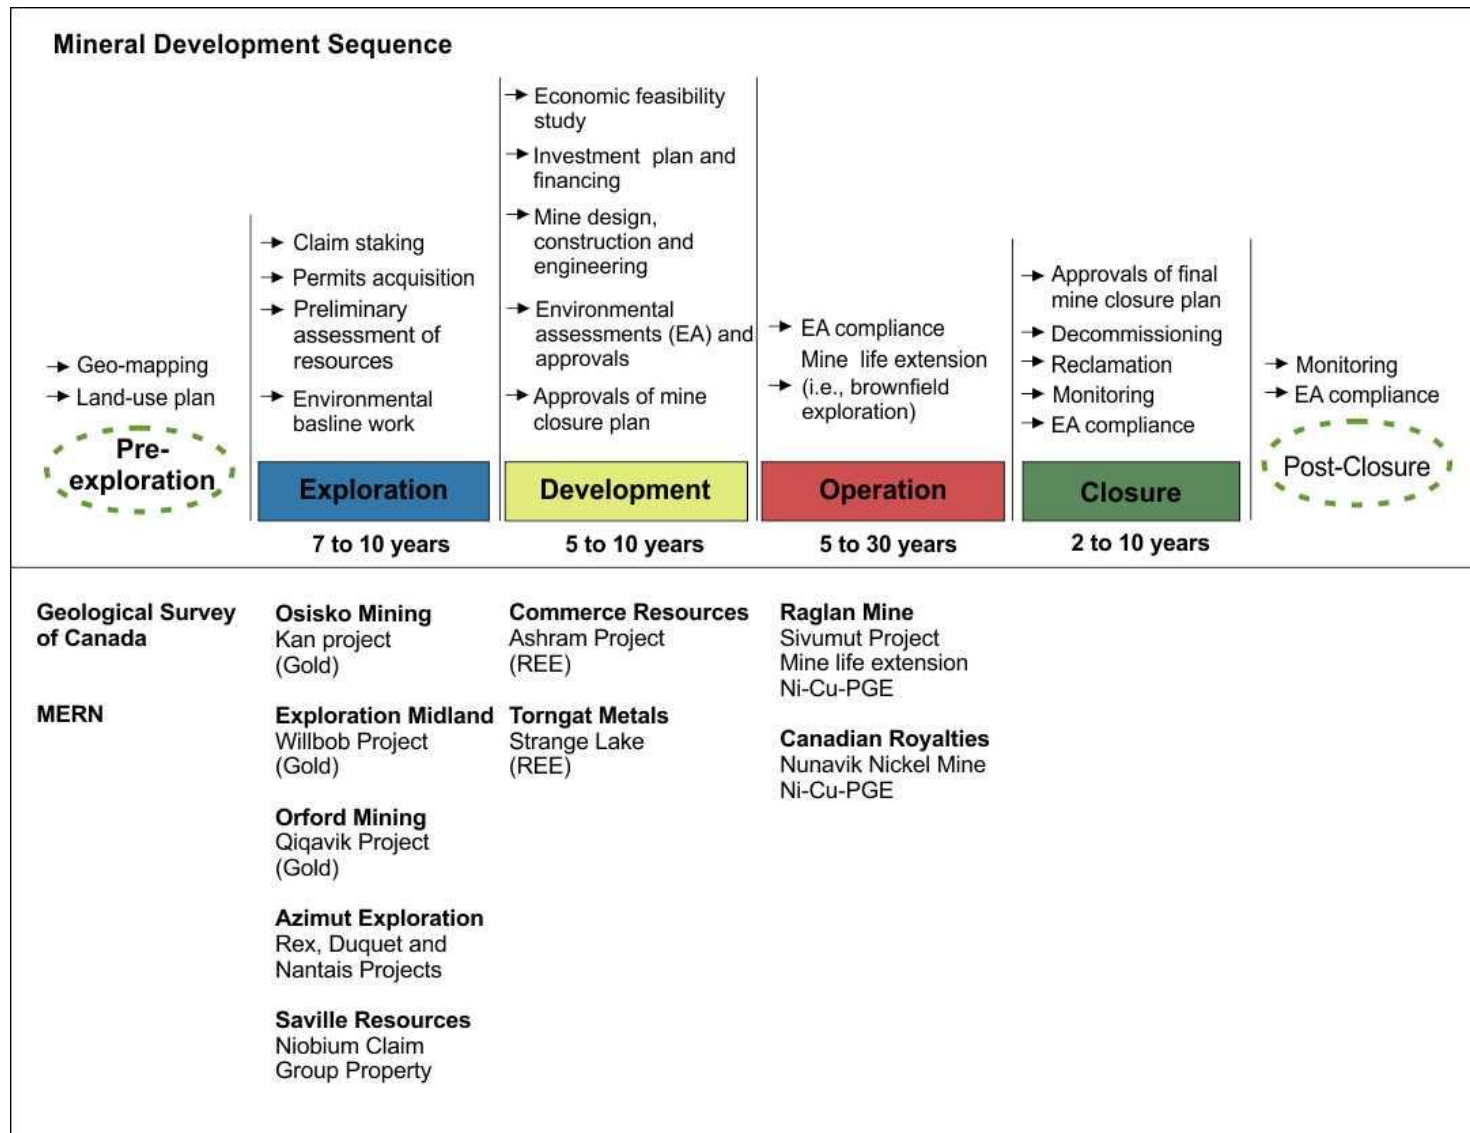 Mineral Development Sequence
→ Geo-mapping
→ Land-use plan
Pre-
exploration
→ Claim staking
→ Permits acquisition
→ Preliminary
assessment of
resources
→ Environmental
basline work
Exploration
7 to 10 years
→ Economic feasibility
study
→ Investment plan and
financing
→ Mine design,
construction and
engineering
→ Environmental
assessments (EA) and
approvals
→ Approvals of mine
closure plan
Development
5 to 10 years
→ EA compliance
Mine life extension
→ (i.e., brownfield
exploration)
Operation
5 to 30 years
→ Approvals of final
mine closure plan
→ Decommissioning
→ Reclamation
→ Monitoring
→ EA compliance
Closure
2 to 10 years
→ Monitoring
→ EA compliance
Post-Closure
Geological Survey
of Canada
MERN
Osisko Mining
Kan project
(Gold)
Exploration Midland
Willbob Project
(Gold)
Orford Mining
Qiqavik Project
(Gold)
Azimut Exploration
Rex, Duquet and
Nantais Projects
Saville Resources
Niobium Claim
Group Property
Commerce Resources
Ashram Project
(REE)
Torngat Metals
Strange Lake
(REE)
Raglan Mine
Sivumut Project
Mine life extension
Ni-Cu-PGE
Canadian Royalties
Nunavik Nickel Mine
Ni-Cu-PGE